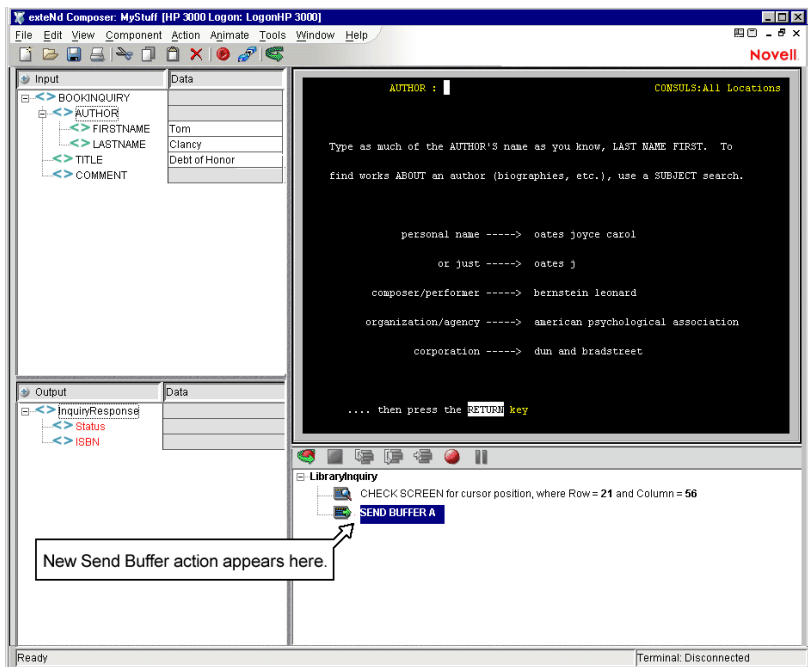 exteNd Composer: MyStuff [HP 3000 Logon: LogonHP 3000]
File Edit View Component Action Animate Tools Window Help
Novell.
Input Data
BOOKINQUIRY
AUTHOR
FIRSTNAME Tom
LASTNAME Clancy
TITLE Debt of Honor
COMMENT
AUTHOR : CONSULS:All Locations
Type as much of the AUTHOR'S name as you know, LAST NAME FIRST. To
find works ABOUT an author (biographies, etc.), use a SUBJECT search.
personal name -----> oates joyce carol
or just -----> oates j
composer/performer -----> bernstein leonard
organization/agency -----> american psychological association
corporation -----> dun and bradstreet
.... then press the RETURN key
Output Data
InquiryResponse
Status
ISBN
LibraryInquiry
CHECK SCREEN for cursor position, where Row = 21 and Column = 56
SEND BUFFER A
New Send Buffer action appears here.
Ready Terminal: Disconnected